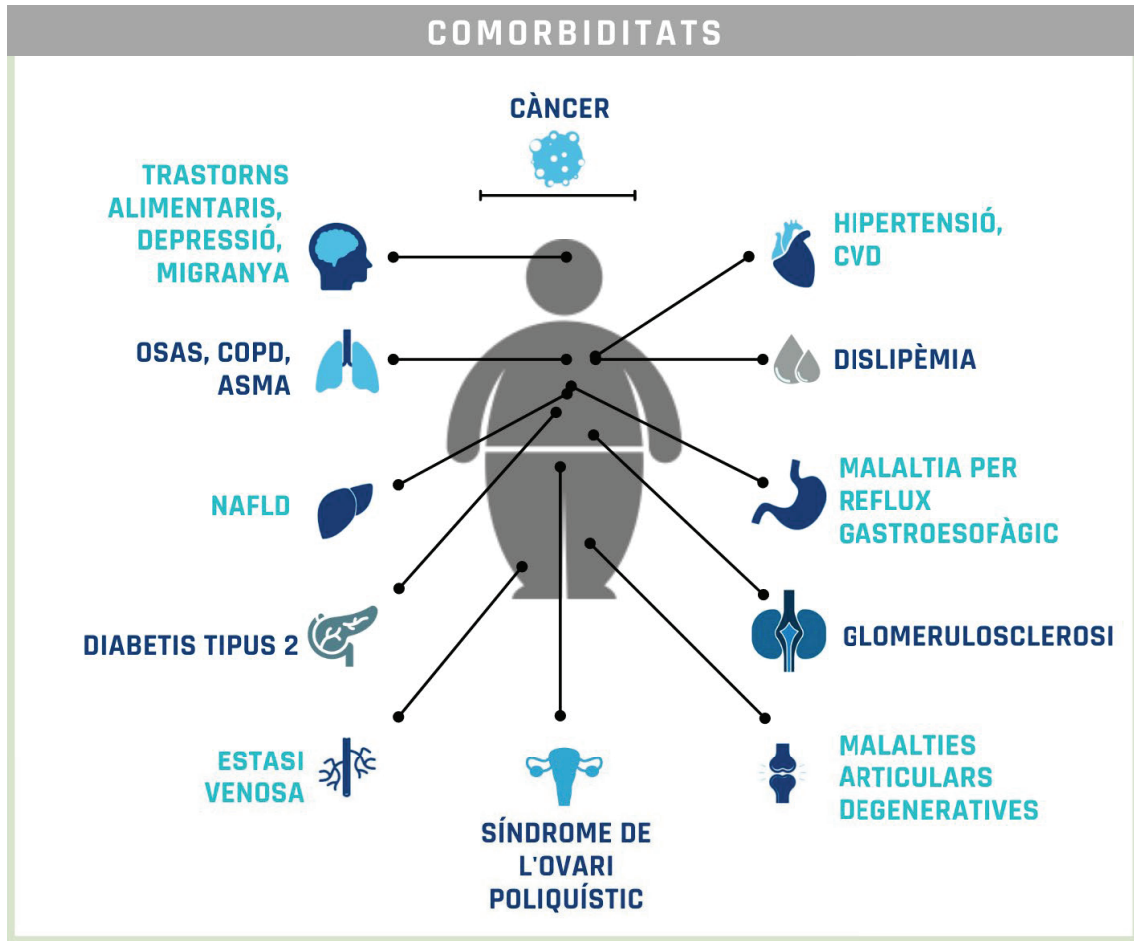 COMORBIDITATS
CÀNCER
TRASTORNS
ALIMENTARIS,
DEPRESSIÓ,
MIGRANYA
HIPERTENSIÓ,
CVD
OSAS, COPD,
ASMA
DISLIPÈMIA
NAFLD
MALALTIA PER
REFLUX
GASTROESOFÀGIC
DIABETIS TIPUS 2
GLOMERULOSCLEROSI
ESTASI
VENOSA
SÍNDROME DE
L'OVARI
POLIQUÍSTIC
MALALTIES
ARTICULARS
DEGENERATIVES